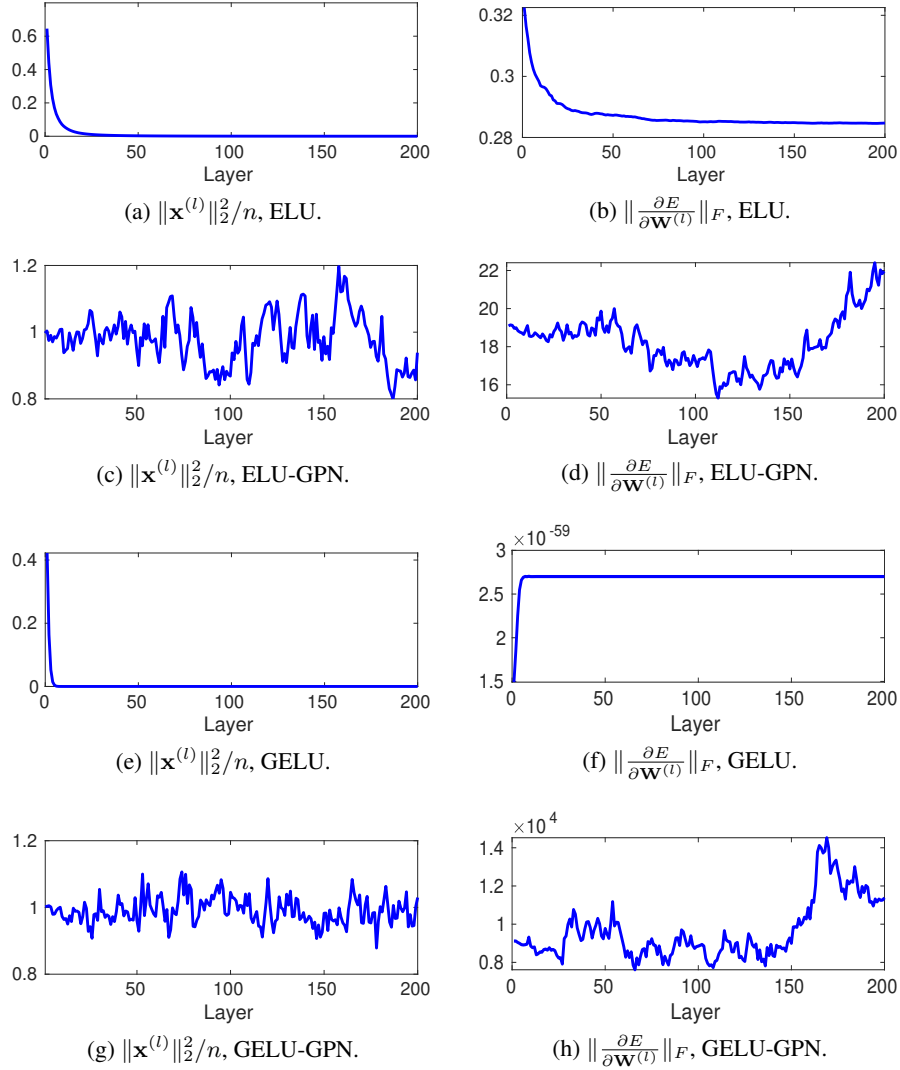 0.6
0.4
0.2
0
0 50 100 150 200
Layer
(a) ‖x^(l)‖₂²/n, ELU.
0.32
0.3
0.28
0 50 100 150 200
Layer
(b) ‖∂E/∂W^(l)‖_F, ELU.
1.2
1
0.8
50 100 150 200
Layer
(c) ‖x^(l)‖₂²/n, ELU-GPN.
22
20
18
16
0 50 100 150 200
Layer
(d) ‖∂E/∂W^(l)‖_F, ELU-GPN.
0.4
0.2
0
0 50 100 150 200
Layer
(e) ‖x^(l)‖₂²/n, GELU.
×10^-59
3
2.5
2
1.5
0 50 100 150 200
Layer
(f) ‖∂E/∂W^(l)‖_F, GELU.
1.2
1
0.8
50 100 150 200
Layer
(g) ‖x^(l)‖₂²/n, GELU-GPN.
×10^4
1.4
1.2
1
0.8
0 50 100 150 200
Layer
(h) ‖∂E/∂W^(l)‖_F, GELU-GPN.